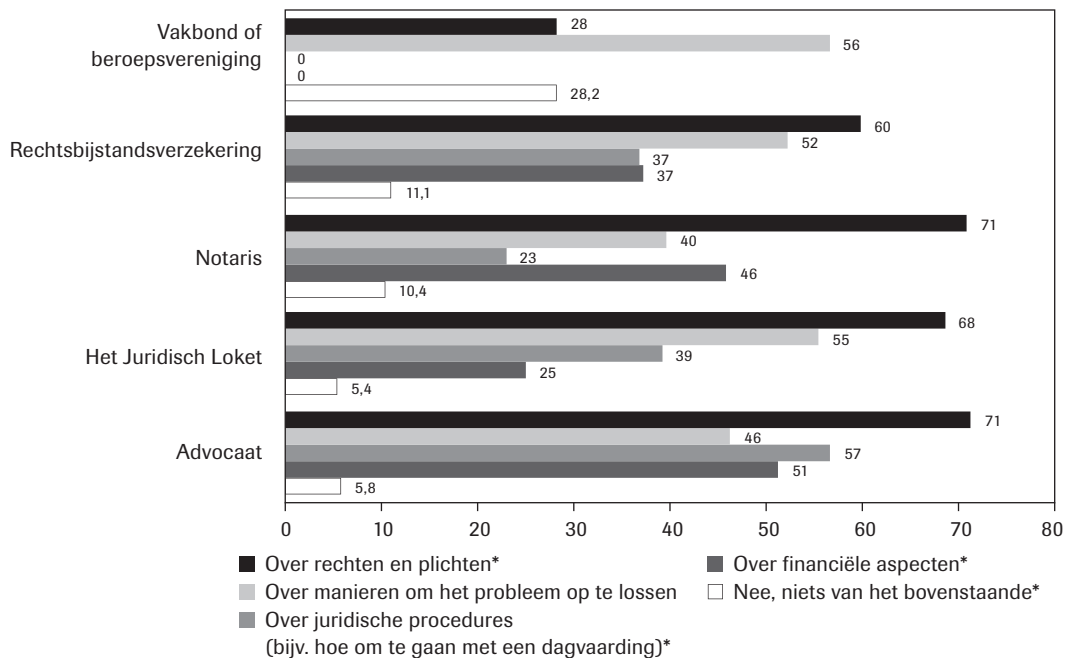 Vakbond of
beroepsvereniging
28
56
0
0
28,2
Rechtsbijstandsverzekering
60
52
37
37
11,1
Notaris
71
40
23
46
10,4
Het Juridisch Loket
68
55
39
25
5,4
Advocaat
71
46
57
51
5,8
0 10 20 30 40 50 60 70 80
Over rechten en plichten*
Over manieren om het probleem op te lossen
Over juridische procedures
(bijv. hoe om te gaan met een dagvaarding)*
Over financiële aspecten*
Nee, niets van het bovenstaande*